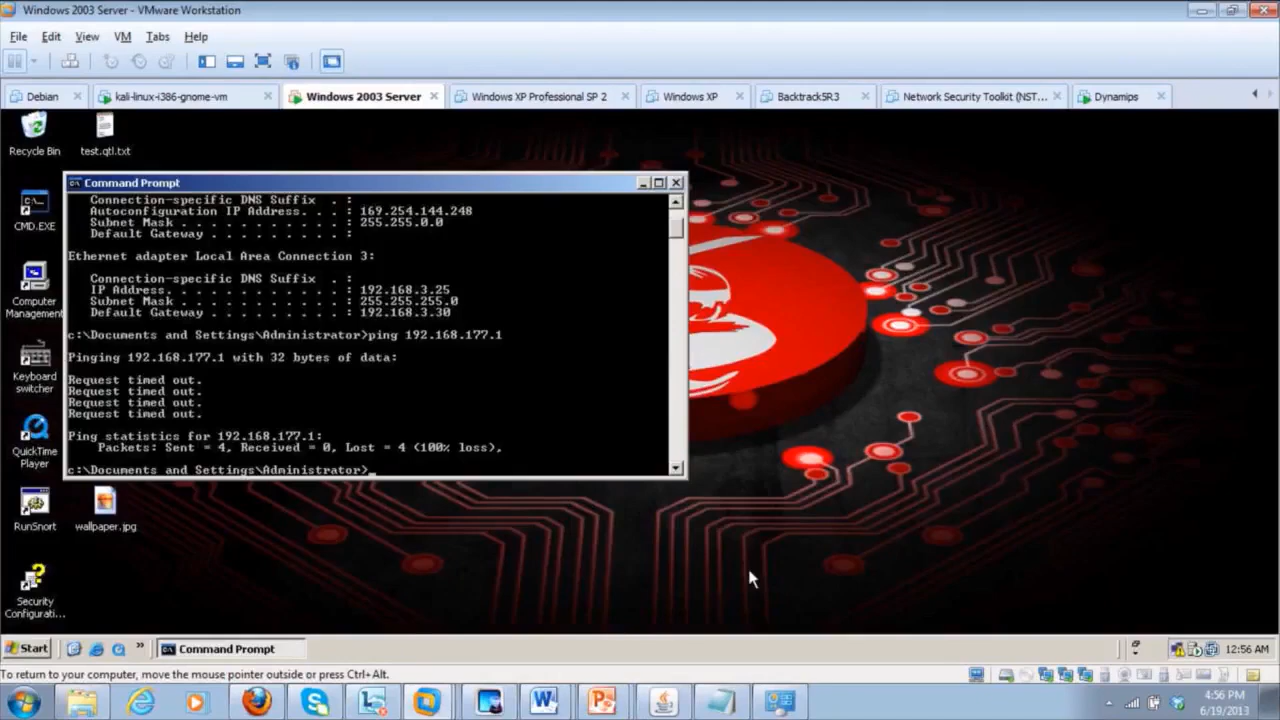 Windows 2003 Server - VMware Workstation
File Edit View VM Tabs Help
Debian kali-linux-i386-gnome-vm Windows 2003 Server Windows XP Professional SP 2 Windows XP Backtrack5R3 Network Security Toolkit (NST... Dynamips
Recycle Bin
test.qtl.txt
CMD.EXE
Computer
Management
Keyboard
switcher
QuickTime
Player
RunSnort
wallpaper.jpg
Security
Configurati...
Command Prompt
Connection-specific DNS Suffix . :
Autoconfiguration IP Address. . . : 169.254.144.248
Subnet Mask . . . . . . . . . . . : 255.255.0.0
Default Gateway . . . . . . . . . :
Ethernet adapter Local Area Connection 3:
Connection-specific DNS Suffix . :
IP Address. . . . . . . . . . . . : 192.168.3.25
Subnet Mask . . . . . . . . . . . : 255.255.255.0
Default Gateway . . . . . . . . . : 192.168.3.30
c:\Documents and Settings\Administrator>ping 192.168.177.1
Pinging 192.168.177.1 with 32 bytes of data:
Request timed out.
Request timed out.
Request timed out.
Request timed out.
Ping statistics for 192.168.177.1:
Packets: Sent = 4, Received = 0, Lost = 4 (100% loss),
c:\Documents and Settings\Administrator>_
Start Command Prompt 12:56 AM
To return to your computer, move the mouse pointer outside or press Ctrl+Alt.
4:56 PM
6/19/2013